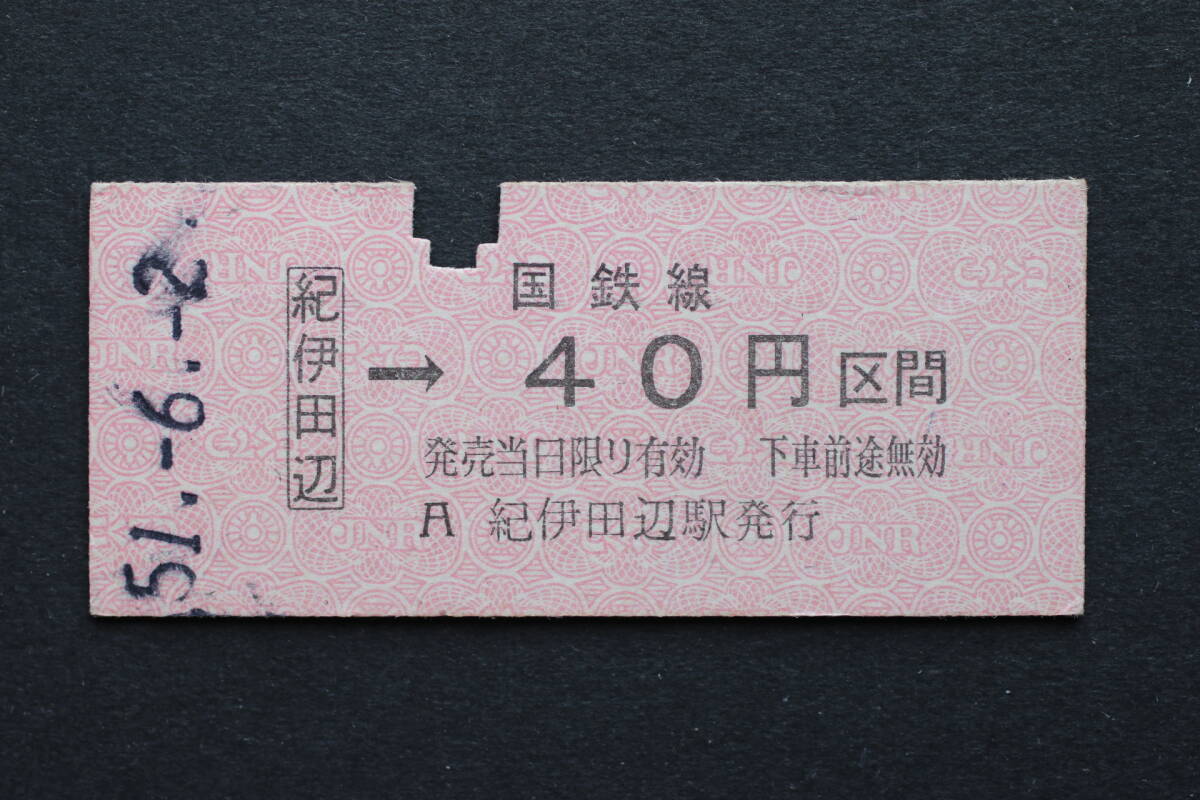 51.-6.-2.
紀伊田辺
国鉄線
→ 40円区間
発売当日限り有効 下車前途無効
A 紀伊田辺駅発行